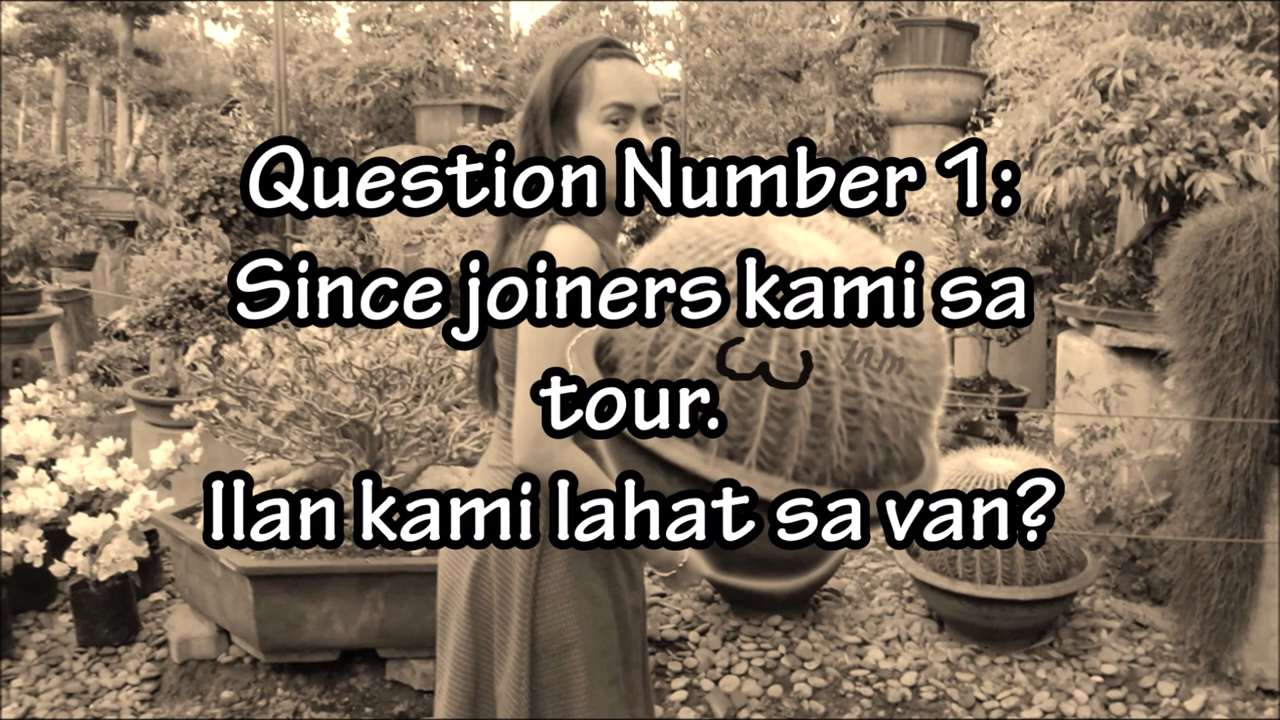 Question Number 1:
Since joiners kami sa
tour.
Ilan kami lahat sa van?